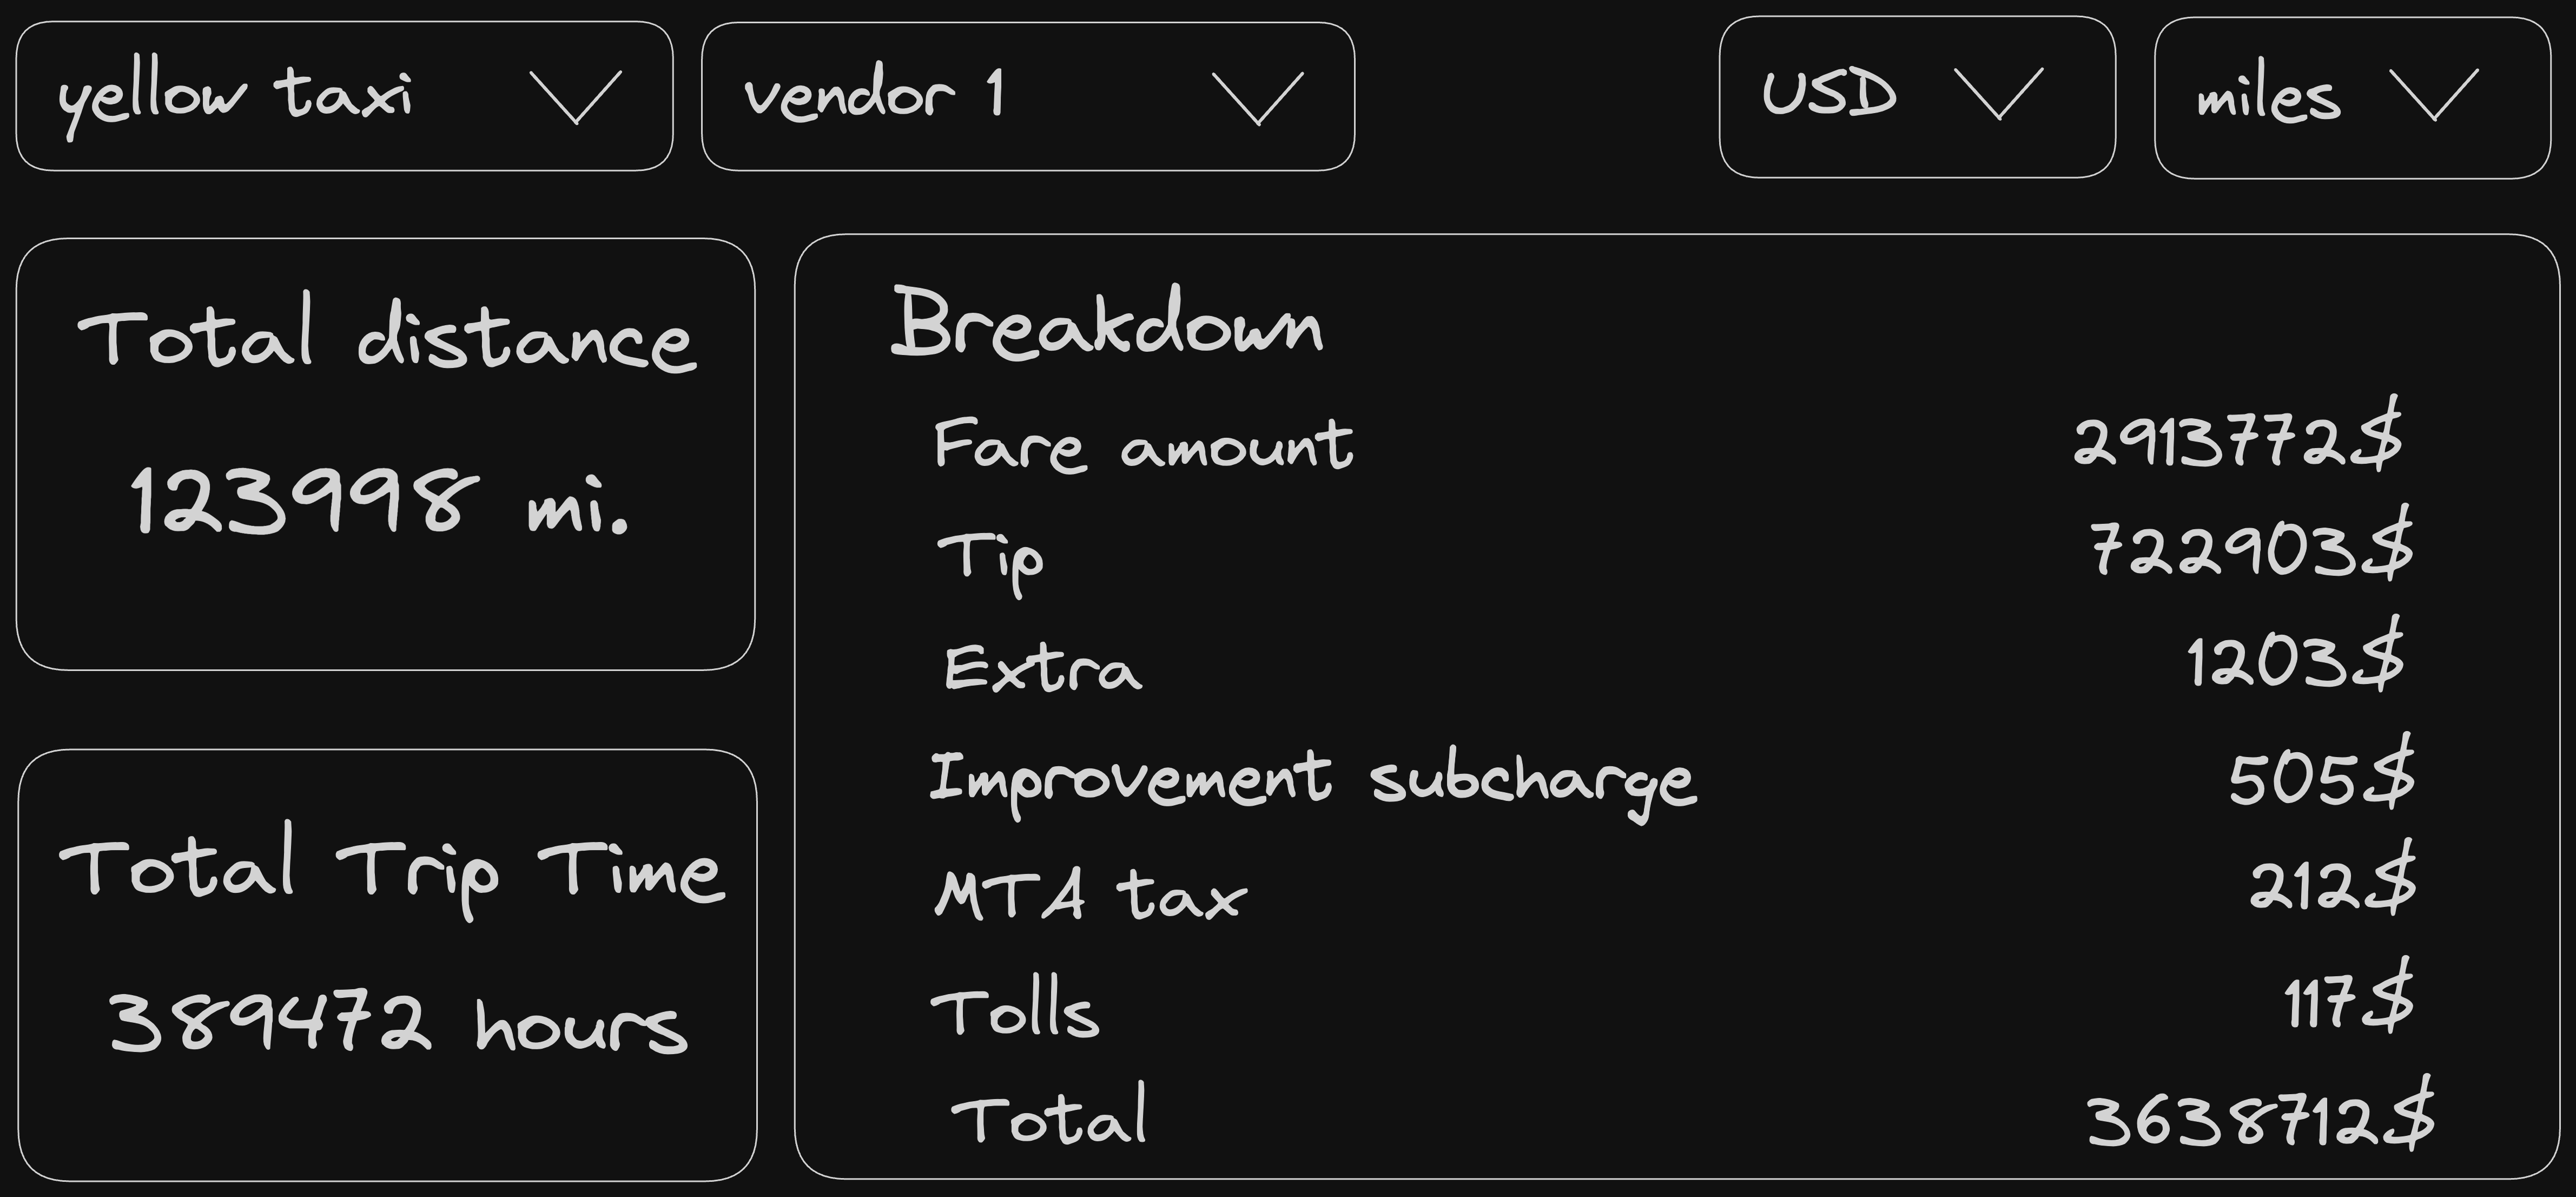 yellow taxi
vendor 1
USD
miles
Total distance
123998 mi.
Total Trip Time
389472 hours
Breakdown
Fare amount 2913772$
Tip 722903$
Extra 1203$
Improvement subcharge 505$
MTA tax 212$
Tolls 117$
Total 3638712$